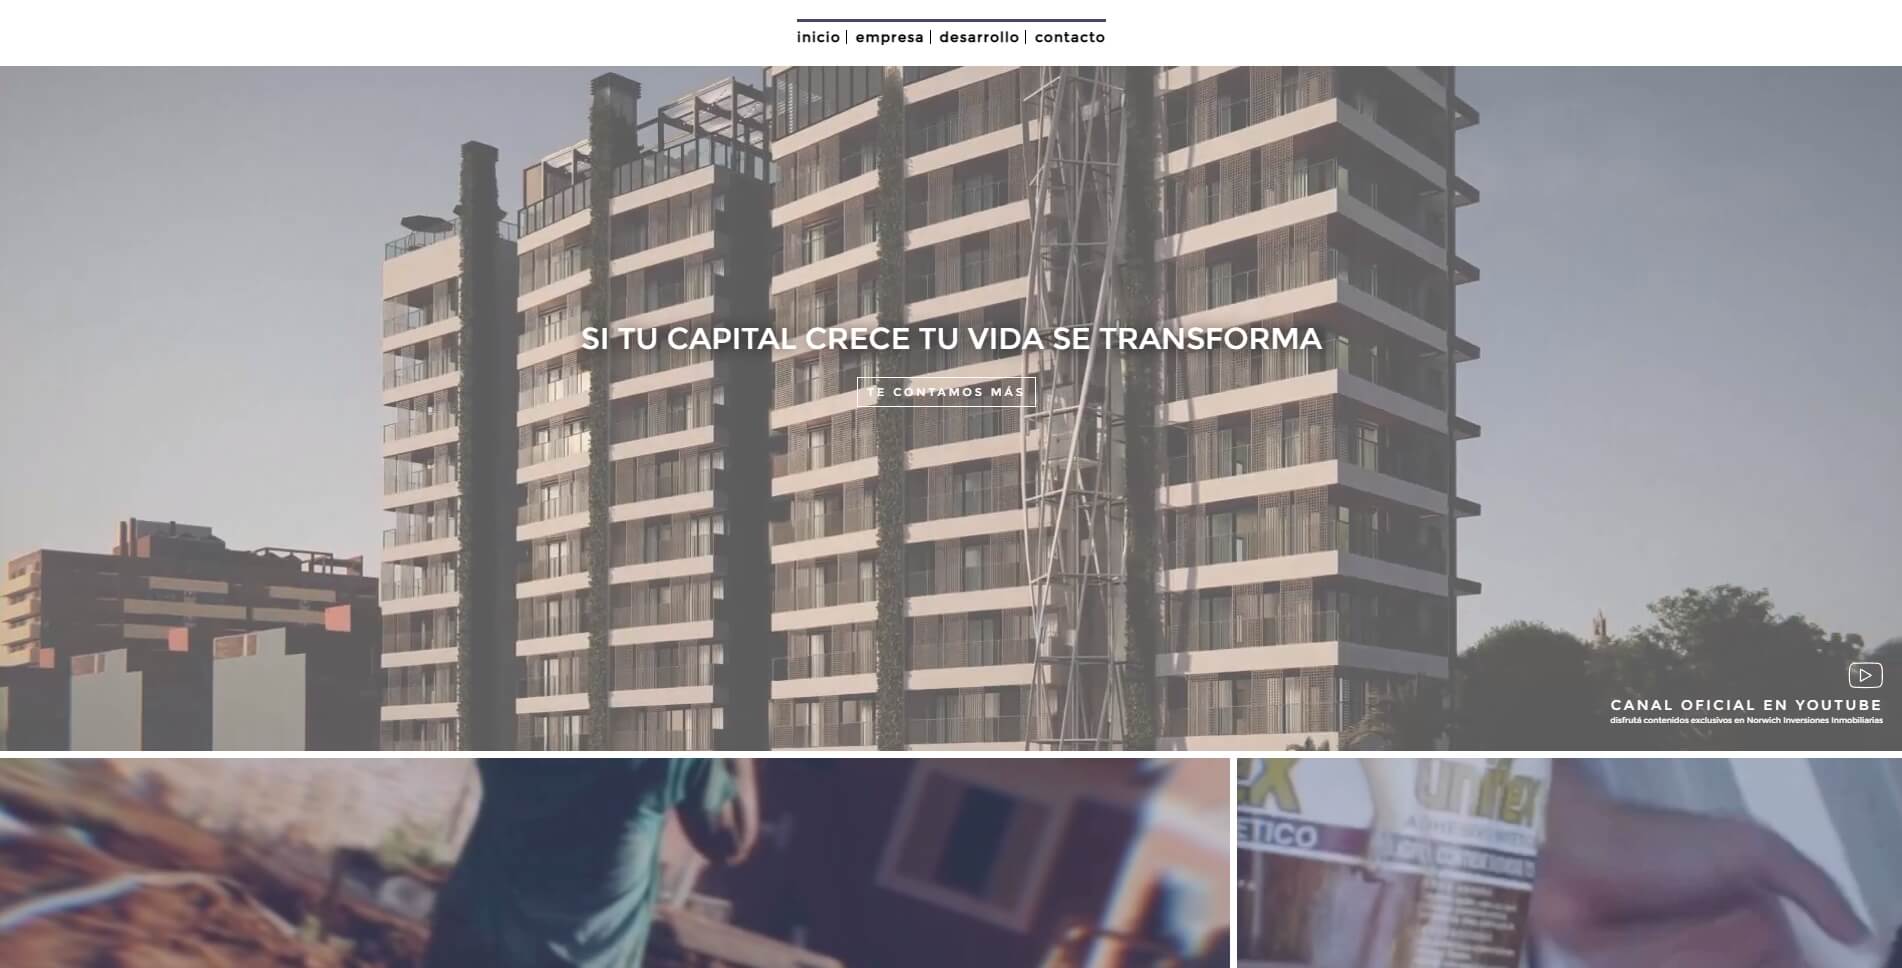 inicio | empresa | desarrollo | contacto
SI TU CAPITAL CRECE TU VIDA SE TRANSFORMA
TE CONTAMOS MÁS
CANAL OFICIAL EN YOUTUBE
disfrutá contenidos exclusivos en Norwich Inversiones Inmobiliarias
ex unifex
ETICO